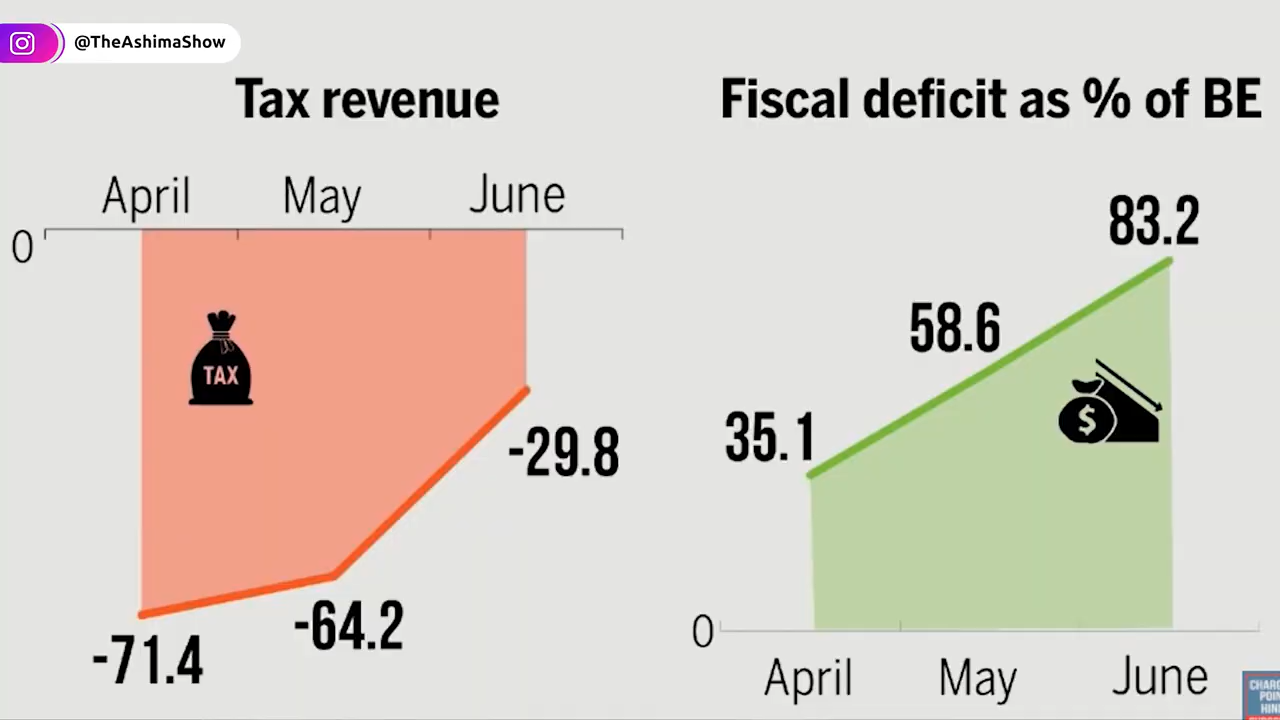 @TheAshimaShow
Tax revenue
April May June
0
TAX
-29.8
-64.2
-71.4
Fiscal deficit as % of BE
83.2
58.6
35.1
$
0
April May June